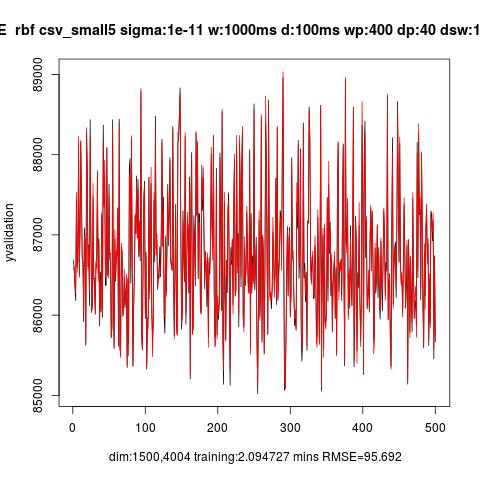 E rbf csv_small5 sigma:1e-11 w:1000ms d:100ms wp:400 dp:40 dsw:1
yvalidation
89000
88000
87000
86000
85000
0 100 200 300 400 500
dim:1500,4004 training:2.094727 mins RMSE=95.692